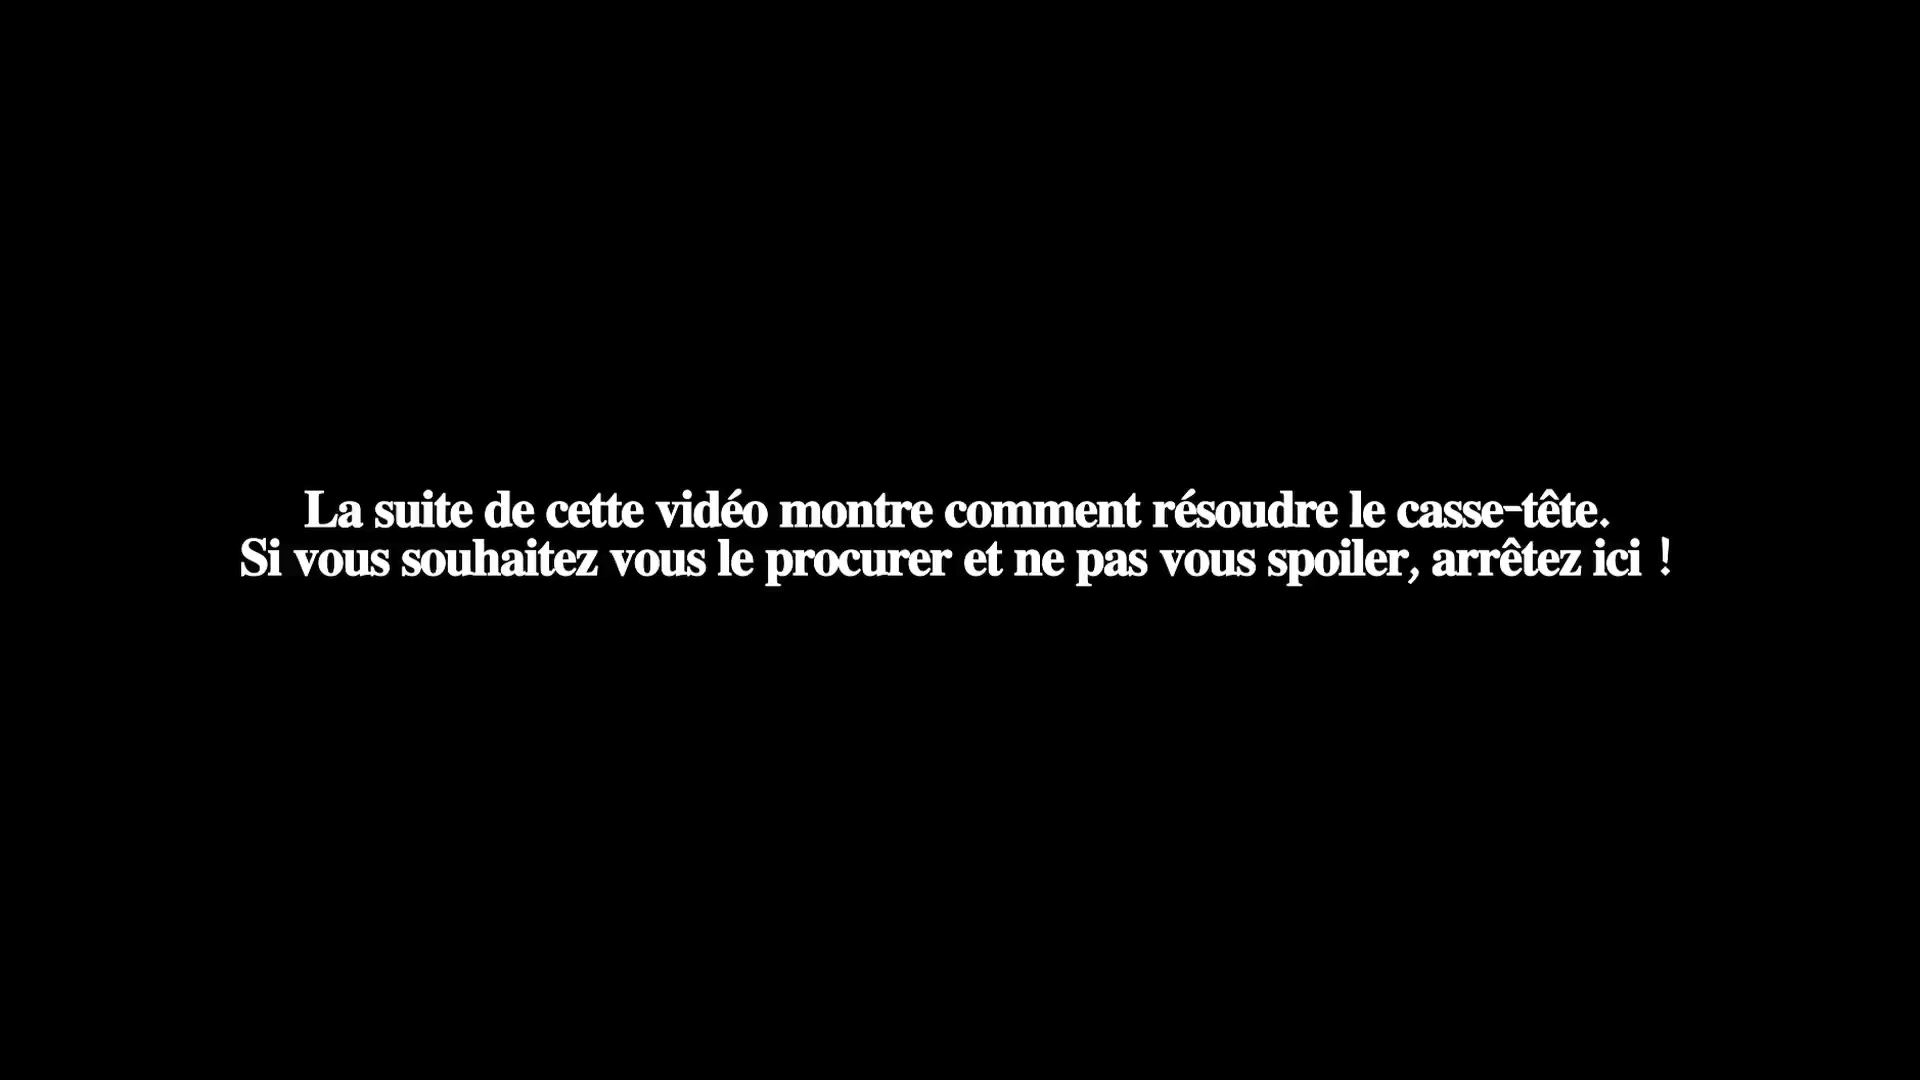 La suite de cette vidéo montre comment résoudre le casse-tête.
Si vous souhaitez vous le procurer et ne pas vous spoiler, arrêtez ici !